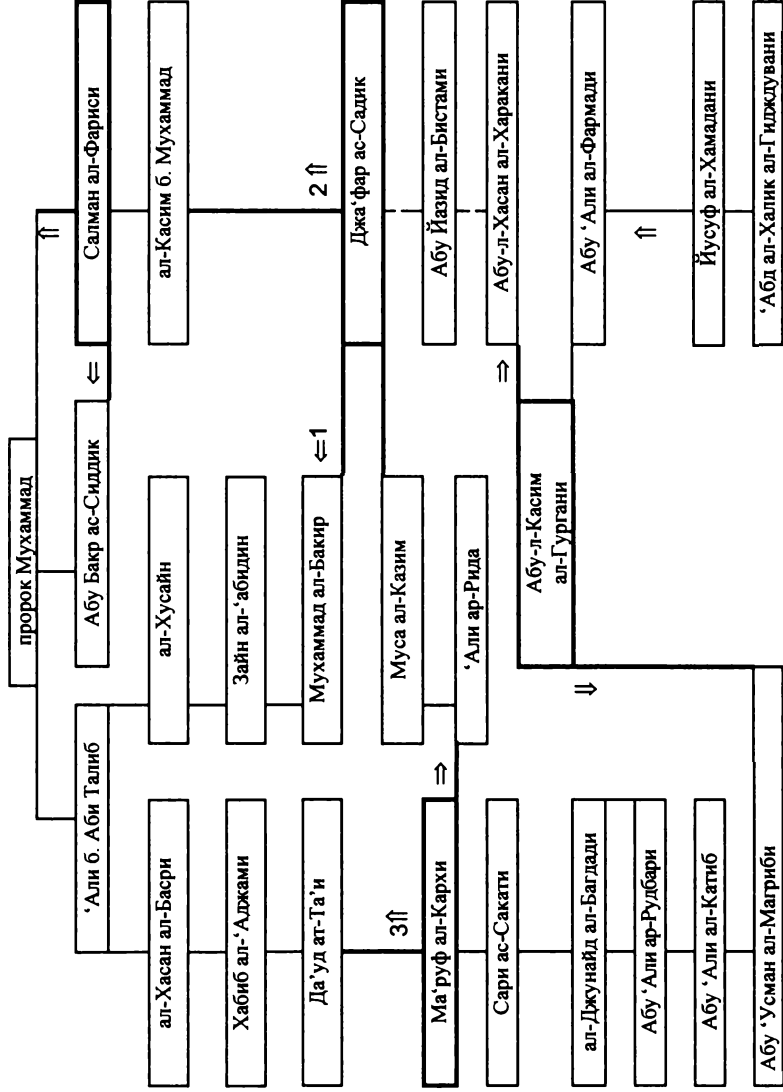 пророк Мухаммад
‘Али б. Аби Талиб
Абу Бакр ас-Сиддик
⇐
⇑
Салман ал-Фариси
ал-Хасан ал-Басри
ал-Хусайн
ал-Касим б. Мухаммад
Хабиб ал-‘Аджами
Зайн ал-‘абидин
Да’уд ат-Та’и
Мухаммад ал-Бакир
⇐1
2⇑
Джа‘фар ас-Садик
3⇑
Муса ал-Казим
Ма‘руф ал-Кархи
⇒
‘Али ар-Рида
Абу Йазид ал-Бистами
Сари ас-Сакати
⇒
Абу-л-Хасан ал-Харакани
Абу-л-Касим
ал-Гургани
ал-Джунайд ал-Багдади
⇓
Абу ‘Али ал-Фармади
Абу ‘Али ар-Рудбари
⇑
Абу ‘Али ал-Катиб
Йусуф ал-Хамадани
Абу ‘Усман ал-Магриби
‘Абд ал-Халик ал-Гидждувани